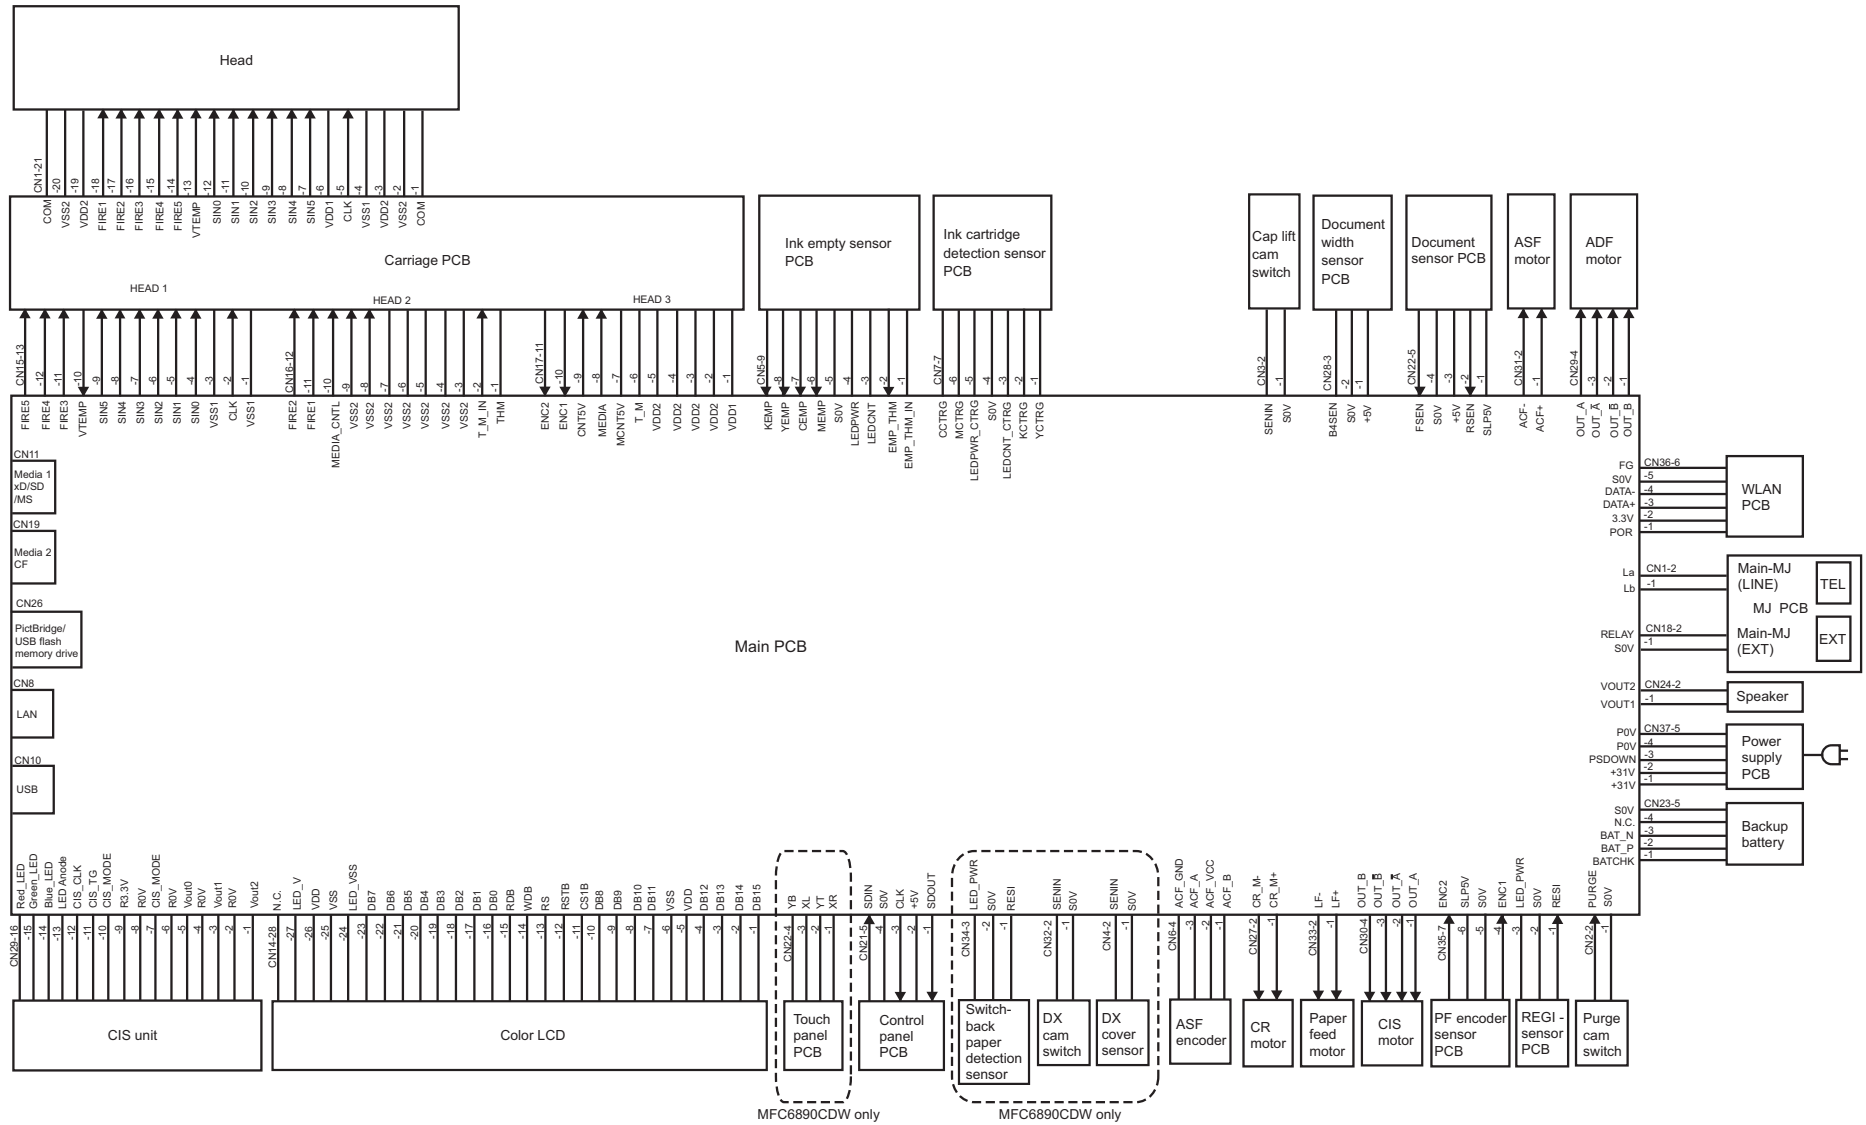 Head
CN1-21 -20 -19 -18 -17 -16 -15 -14 -13 -12 -11 -10 -9 -8 -7 -6 -5 -4 -3 -2 -1
COM VSS2 VDD2 FIRE1 FIRE2 FIRE3 FIRE4 FIRE5 VTEMP SIN0 SIN1 SIN2 SIN3 SIN4 SIN5 VDD1 CLK VSS1 VDD2 VSS2 COM
Carriage PCB
HEAD 1
HEAD 2
HEAD 3
Ink empty sensor
PCB
Ink cartridge
detection sensor
PCB
Cap lift
cam
switch
Document
width
sensor
PCB
Document
sensor PCB
ASF
motor
ADF
motor
CN15-13 -12 -11 -10 -9 -8 -7 -6 -5 -4 -3 -2 -1
FIRE5 FIRE4 FIRE3 VTEMP SIN5 SIN4 SIN3 SIN2 SIN1 SIN0 VSS1 CLK VSS1
CN16-12 -11 -10 -9 -8 -7 -6 -5 -4 -3 -2 -1
FIRE2 FIRE1 MEDIA_CNTL VSS2 VSS2 VSS2 VSS2 VSS2 VSS2 VSS2 T_M_IN THM
CN17-11 -10 -9 -8 -7 -6 -5 -4 -3 -2 -1
ENC2 ENC1 CNT5V MEDIA MCNT5V T_M VDD2 VDD2 VDD2 VDD2 VDD1
CN5-9 -8 -7 -6 -5 -4 -3 -2 -1
KEMP YEMP CEMP MEMP S0V LEDPWR LEDCNT EMP_THM EMP_THM_IN
CN7-7 -6 -5 -4 -3 -2 -1
CCTRG MCTRG LEDPWR_CTRG S0V LEDCNT_CTRG KCTRG YCTRG
CN3-2 -1
SENIN S0V
CN28-3 -2 -1
B4SEN S0V +5V
CN22-5 -4 -3 -2 -1
FSEN S0V +5V RSEN SLP5V
CN31-2 -1
ACF- ACF+
CN29-4 -3 -2 -1
OUT_A OUT_A̅ OUT_B̅ OUT_B
CN11
Media 1
xD/SD
/MS
CN19
Media 2
CF
CN26
PictBridge/
USB flash
memory drive
CN8
LAN
CN10
USB
Main PCB
FG CN36-6
S0V -5
DATA- -4
DATA+ -3
3.3V -2
POR -1
WLAN
PCB
La CN1-2
Lb -1
Main-MJ
(LINE)
TEL
MJ PCB
RELAY CN18-2
S0V -1
Main-MJ
(EXT)
EXT
VOUT2 CN24-2
VOUT1 -1
Speaker
P0V CN37-5
P0V -4
PSDOWN -3
+31V -2
+31V -1
Power
supply
PCB
S0V CN23-5
N.C. -4
BAT_N -3
BAT_P -2
BATCHK -1
Backup
battery
Red_LED Green_LED Blue_LED LED Anode CIS_CLK CIS_TG CIS_MODE R3.3V R0V CIS_MODE R0V Vout0 R0V Vout1 R0V Vout2
CN29-16 -15 -14 -13 -12 -11 -10 -9 -8 -7 -6 -5 -4 -3 -2 -1
CIS unit
N.C. LED_V VDD VSS LED_VSS DB7 DB6 DB5 DB4 DB3 DB2 DB1 DB0 RDB WDB RS RSTB CS1B DB8 DB9 DB10 DB11 VSS VDD DB12 DB13 DB14 DB15
CN14-28 -27 -26 -25 -24 -23 -22 -21 -20 -19 -18 -17 -16 -15 -14 -13 -12 -11 -10 -9 -8 -7 -6 -5 -4 -3 -2 -1
Color LCD
YB XL YT XR
CN22-4 -3 -2 -1
Touch
panel
PCB
MFC6890CDW only
SDIN S0V CLK +5V SDOUT
CN21-5 -4 -3 -2 -1
Control
panel
PCB
LED_PWR S0V RESI
CN34-3 -2 -1
Switch-
back
paper
detection
sensor
SENIN S0V
CN32-2 -1
DX
cam
switch
SENIN S0V
CN4-2 -1
DX
cover
sensor
MFC6890CDW only
ACF_GND ACF_A ACF_VCC ACF_B
CN6-4 -3 -2 -1
ASF
encoder
CR_M- CR_M+
CN27-2 -1
CR
motor
LF- LF+
CN33-2 -1
Paper
feed
motor
OUT_B OUT_B̅ OUT_A̅ OUT_A
CN30-4 -3 -2 -1
CIS
motor
ENC2 SLP5V S0V ENC1
CN35-7 -6 -5 -4
PF encoder
sensor
PCB
LED_PWR S0V RESI
-3 -2 -1
REGI -
sensor
PCB
PURGE S0V
CN2-2 -1
Purge
cam
switch